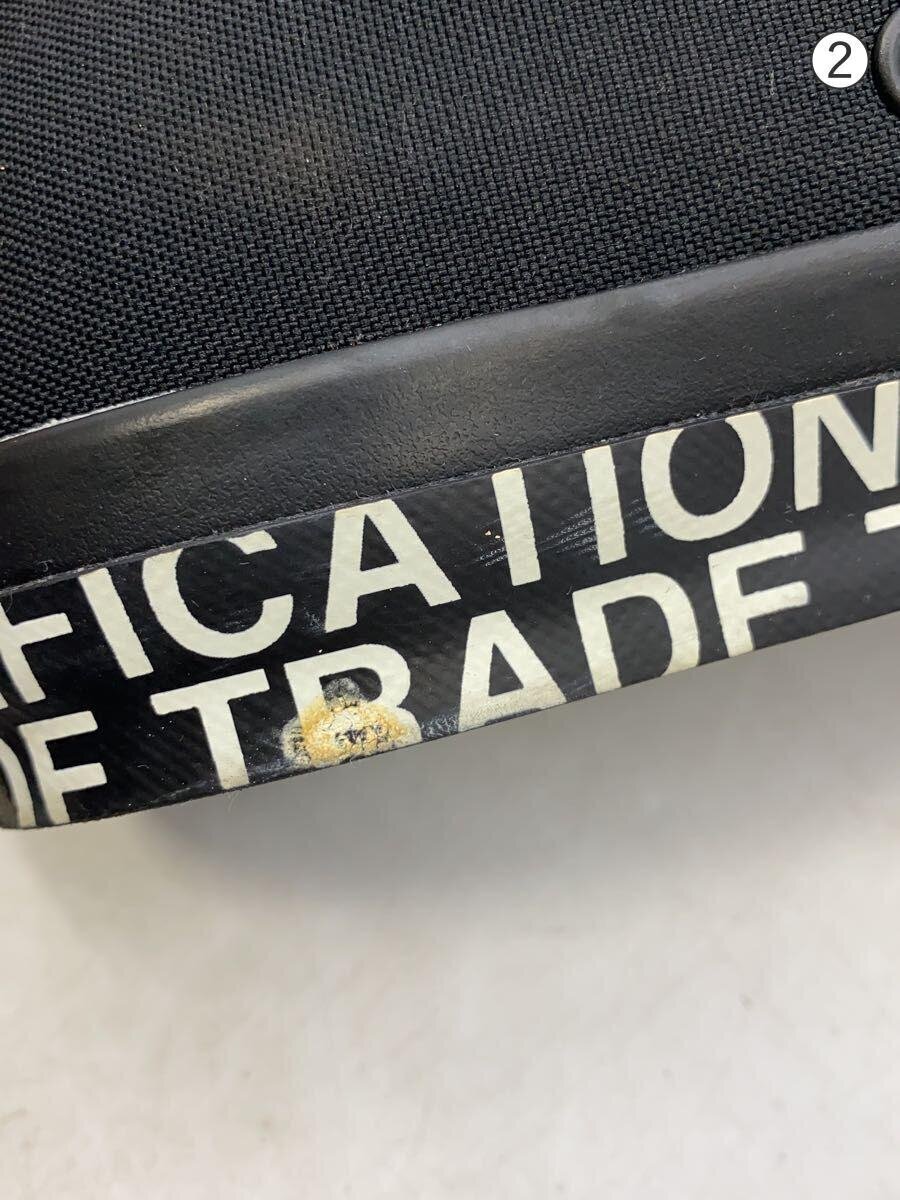 2
FICATION
OF TRADE T